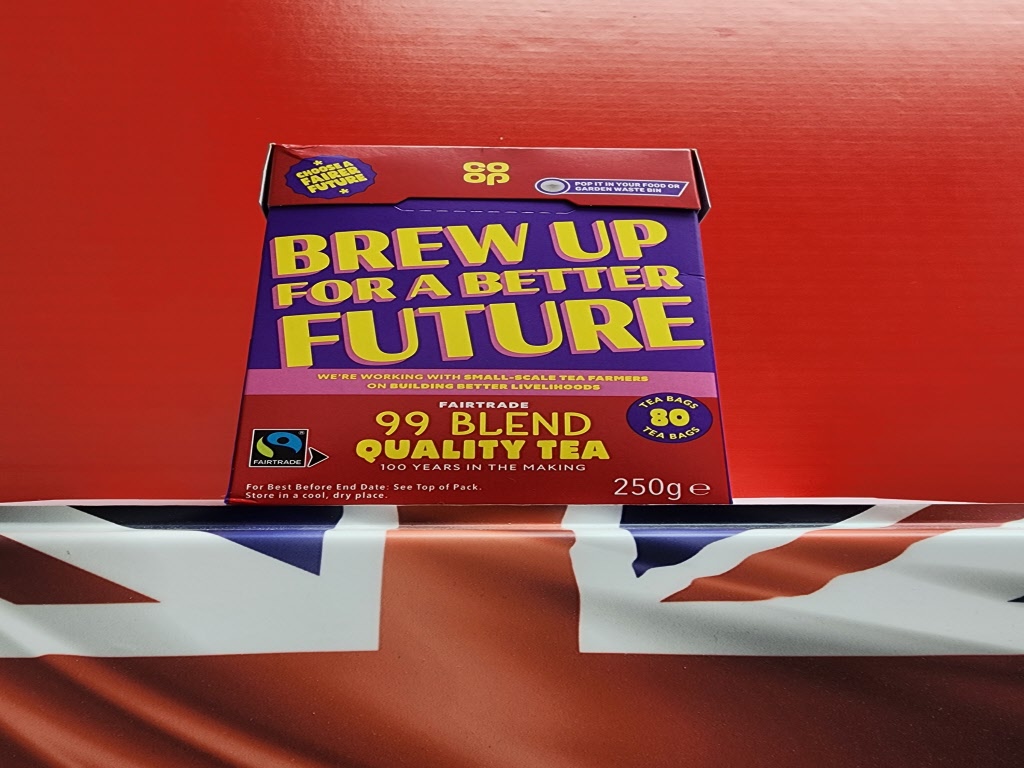 CHOOSE A
FAIRER
FUTURE
CO
OP
POP IT IN YOUR FOOD OR
GARDEN WASTE BIN
BREW UP
FOR A BETTER
FUTURE
WE'RE WORKING WITH SMALL-SCALE TEA FARMERS
ON BUILDING BETTER LIVELIHOODS
FAIRTRADE
99 BLEND
QUALITY TEA
100 YEARS IN THE MAKING
TEA BAGS
80
TEA BAGS
FAIRTRADE
For Best Before End Date: See Top of Pack.
Store in a cool, dry place.
250g ℮